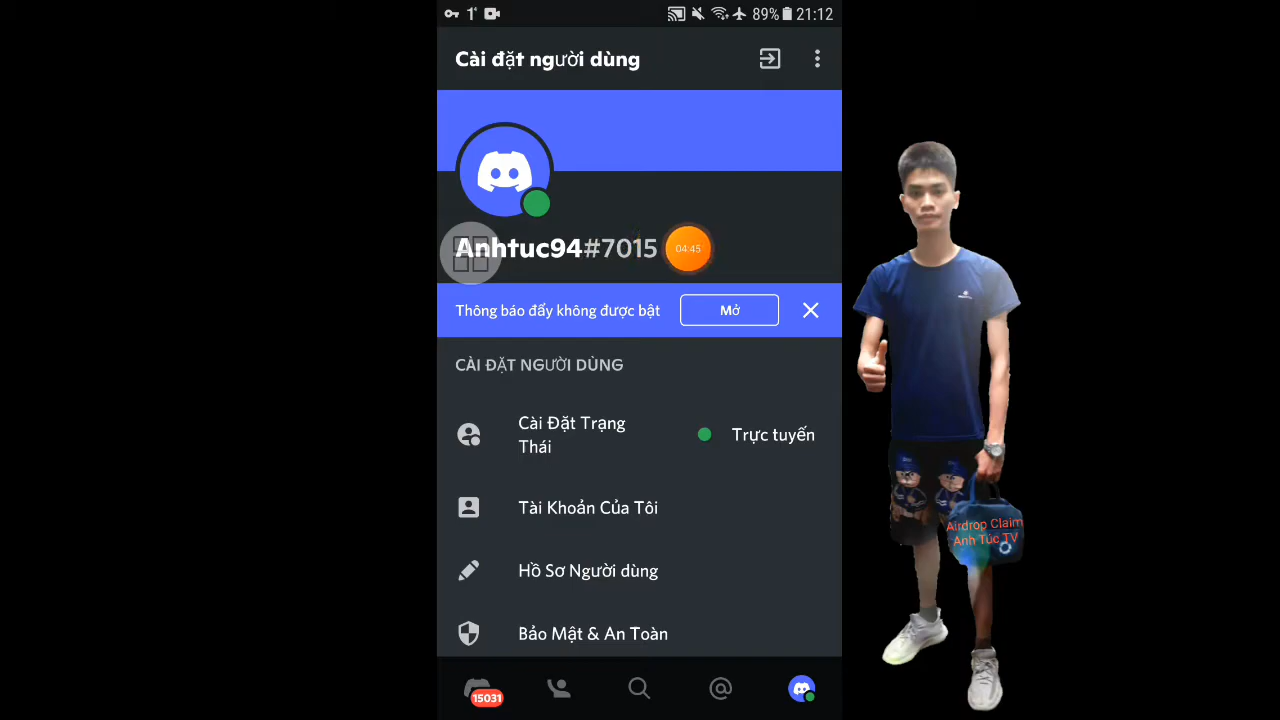 89% 21:12
Cài đặt người dùng
Anhtuc94#7015
04:45
Thông báo đẩy không được bật
Mở
CÀI ĐẶT NGƯỜI DÙNG
Cài Đặt Trạng
Thái
Trực tuyến
Tài Khoản Của Tôi
Hồ Sơ Người dùng
Bảo Mật & An Toàn
15031
Airdrop Claim
Anh Túc TV